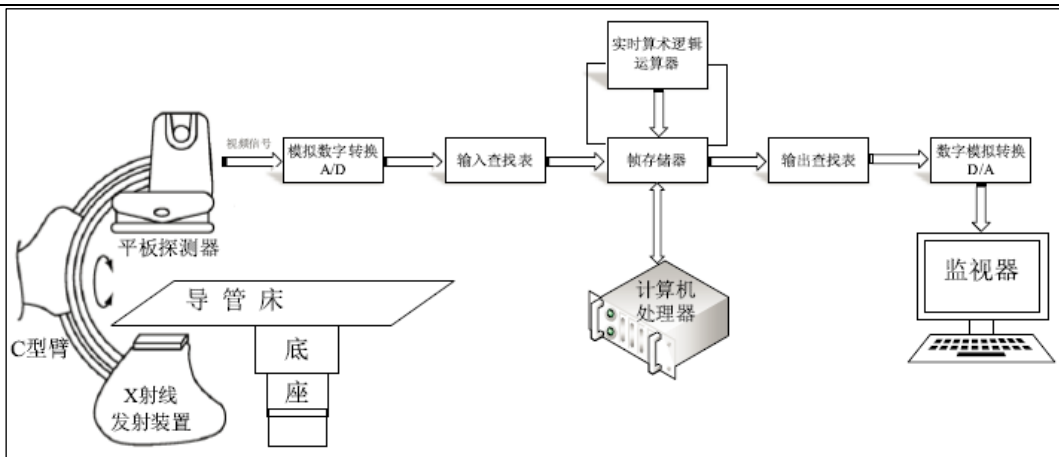 实时算术逻辑
运算器
视频信号
模拟数字转换
A/D
输入查找表
帧存储器
输出查找表
数字模拟转换
D/A
平板探测器
监视器
导管床
计算机
处理器
C型臂
底
座
X射线
发射装置